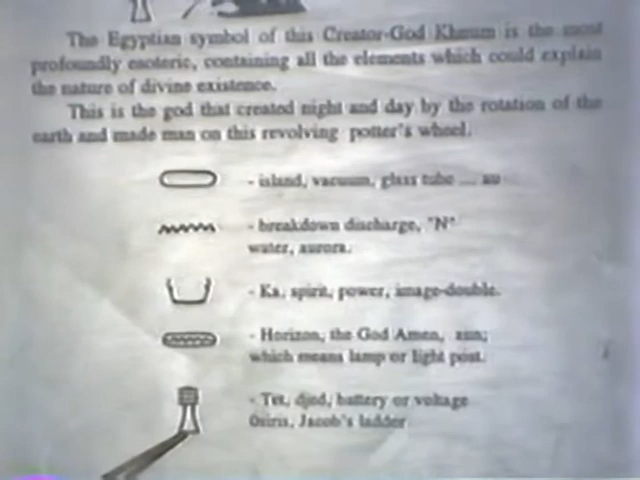 The Egyptian symbol of this Creator-God Khnum is the most
profoundly esoteric, containing all the elements which could explain
the nature of divine existence.
This is the god that created night and day by the rotation of the
earth and made man on this revolving potter's wheel.
- island, vacuum, glass tube ....
- breakdown discharge, "N"
water, aurora.
- Ka, spirit, power, image-double.
- Horizon, the God Amen, sun;
which means lamp or light post.
- Tet, djed, battery or voltage
Osiris, Jacob's ladder